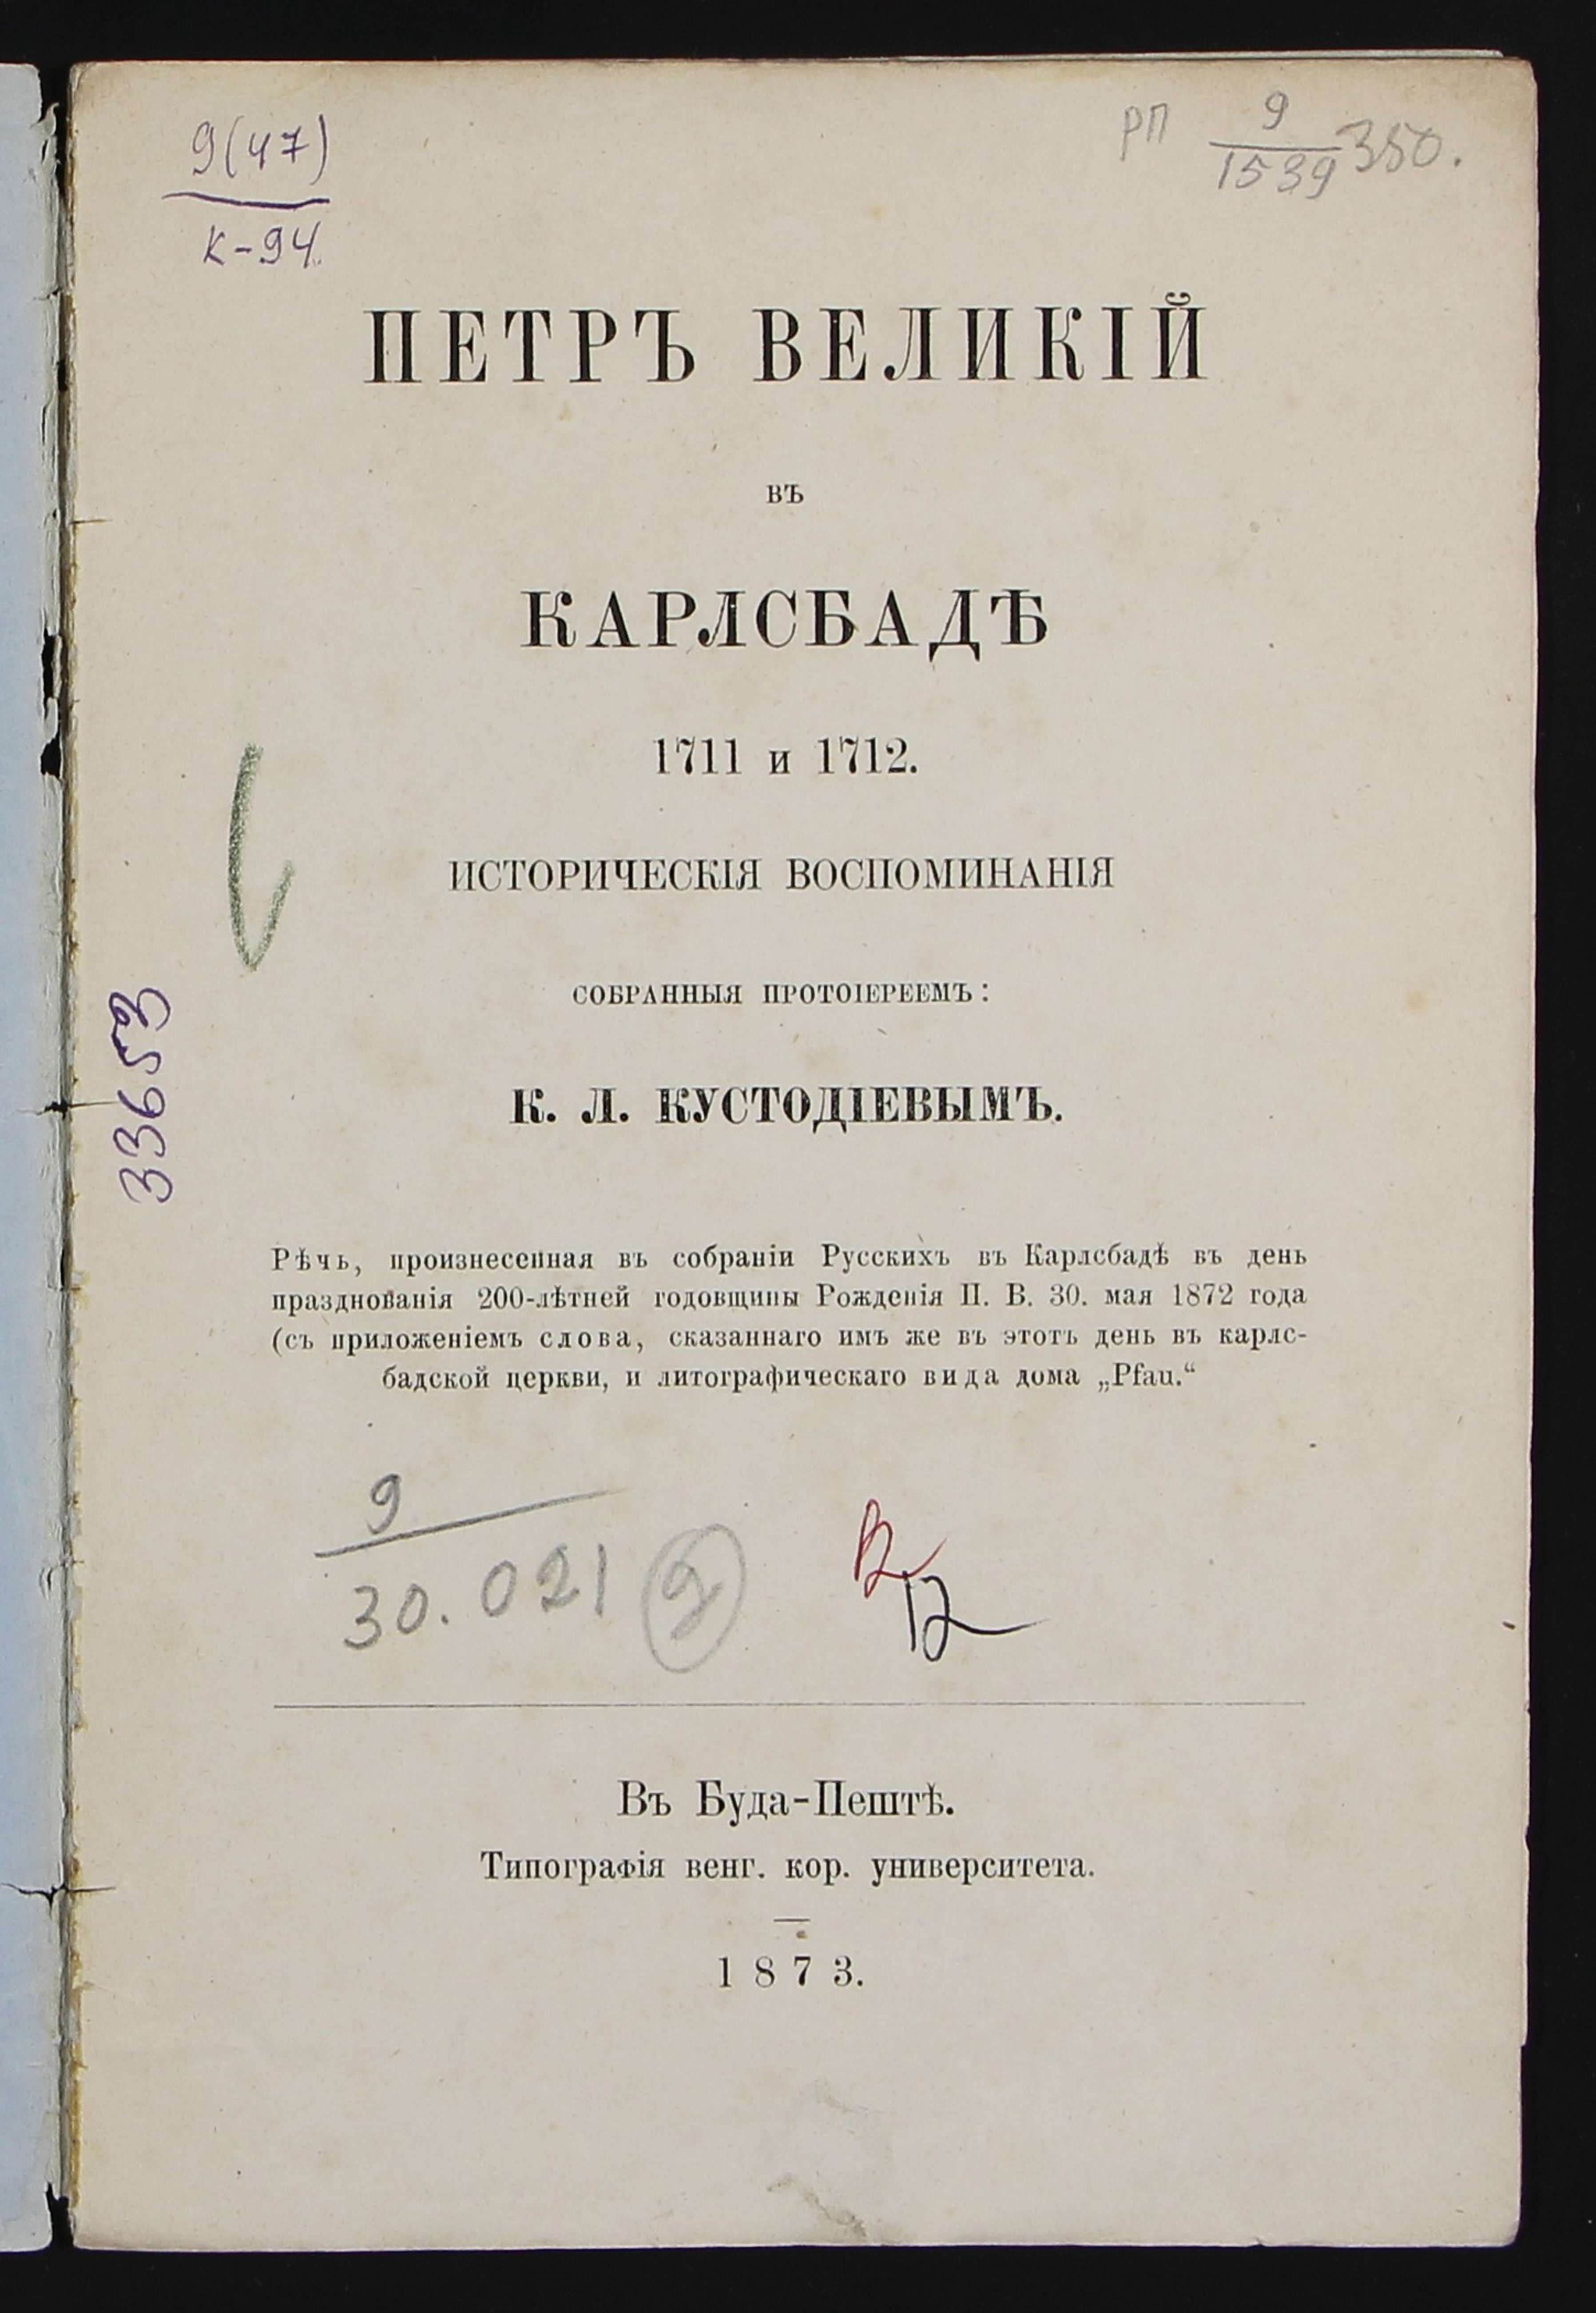 9(47)
К-94.
РП 9 350.
1539
ПЕТРЪ ВЕЛИКІЙ
въ
КАРЛСБАДѢ
1711 и 1712.
ИСТОРИЧЕСКІЯ ВОСПОМИНАНІЯ
СОБРАННЫЯ ПРОТОІЕРЕЕМЪ:
К. Л. КУСТОДІЕВЫМЪ.
33653
Рѣчь, произнесенная въ собраніи Русскихъ въ Карлсбадѣ въ день
празднованія 200-лѣтней годовщины Рожденія П. В. 30. мая 1872 года
(съ приложеніемъ слова, сказаннаго имъ же въ этотъ день въ карлс-
бадской церкви, и литографическаго вида дома „Pfau.“
9
30.021 2
12
Въ Буда-Пештѣ.
Типографія венг. кор. университета.
1873.